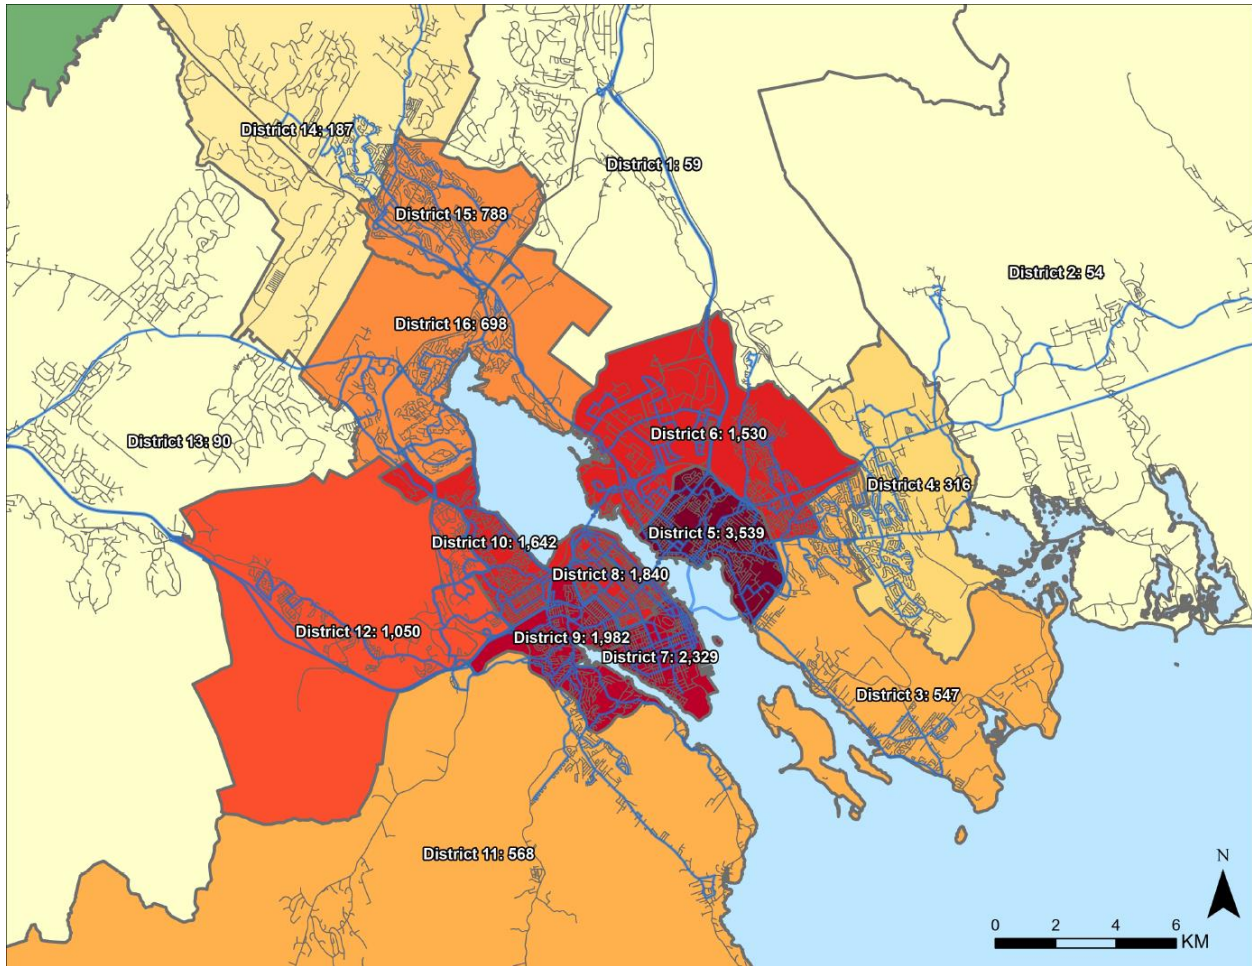 District 14: 187
District 1: 59
District 15: 788
District 2: 54
District 16: 698
District 13: 90
District 6: 1,530
District 4: 316
District 5: 3,539
District 10: 1,642
District 8: 1,840
District 12: 1,050
District 9: 1,982
District 7: 2,329
District 3: 547
District 11: 568
N
0 2 4 6
KM